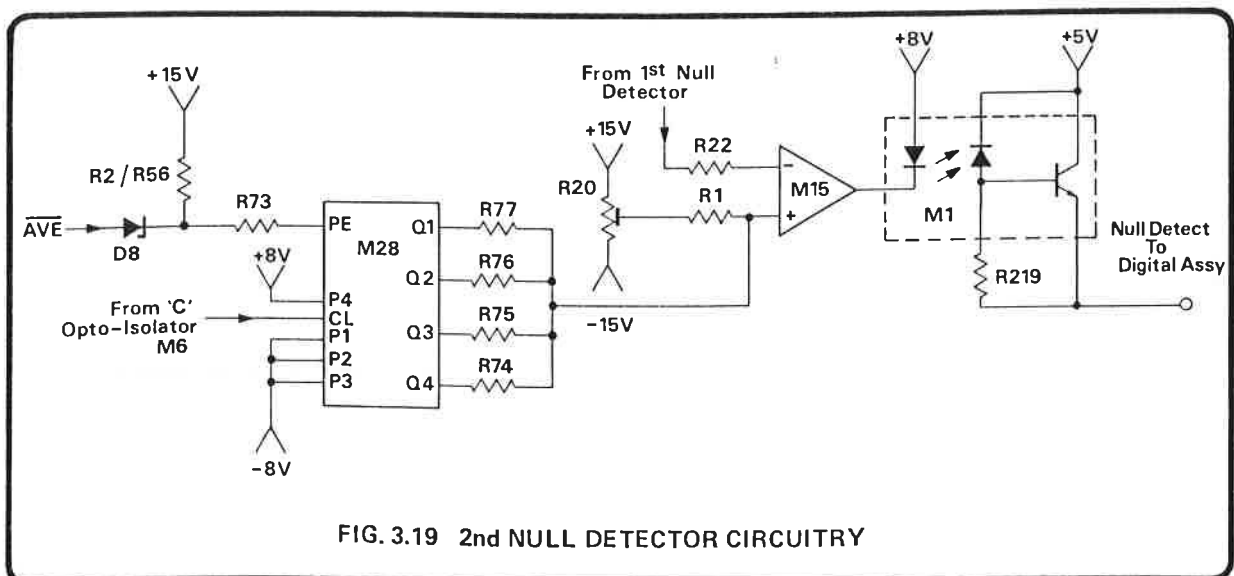 +15V
R2/R56
AVE
D8
R73
+8V
From 'C'
Opto-Isolator
M6
-8V
PE
M28
P4
CL
P1
P2
P3
Q1
Q2
Q3
Q4
R77
R76
R75
R74
From 1st Null
Detector
+15V
R20
-15V
R22
R1
-
+
M15
+8V
+5V
M1
R219
Null Detect
To
Digital Assy
FIG. 3.19 2nd NULL DETECTOR CIRCUITRY